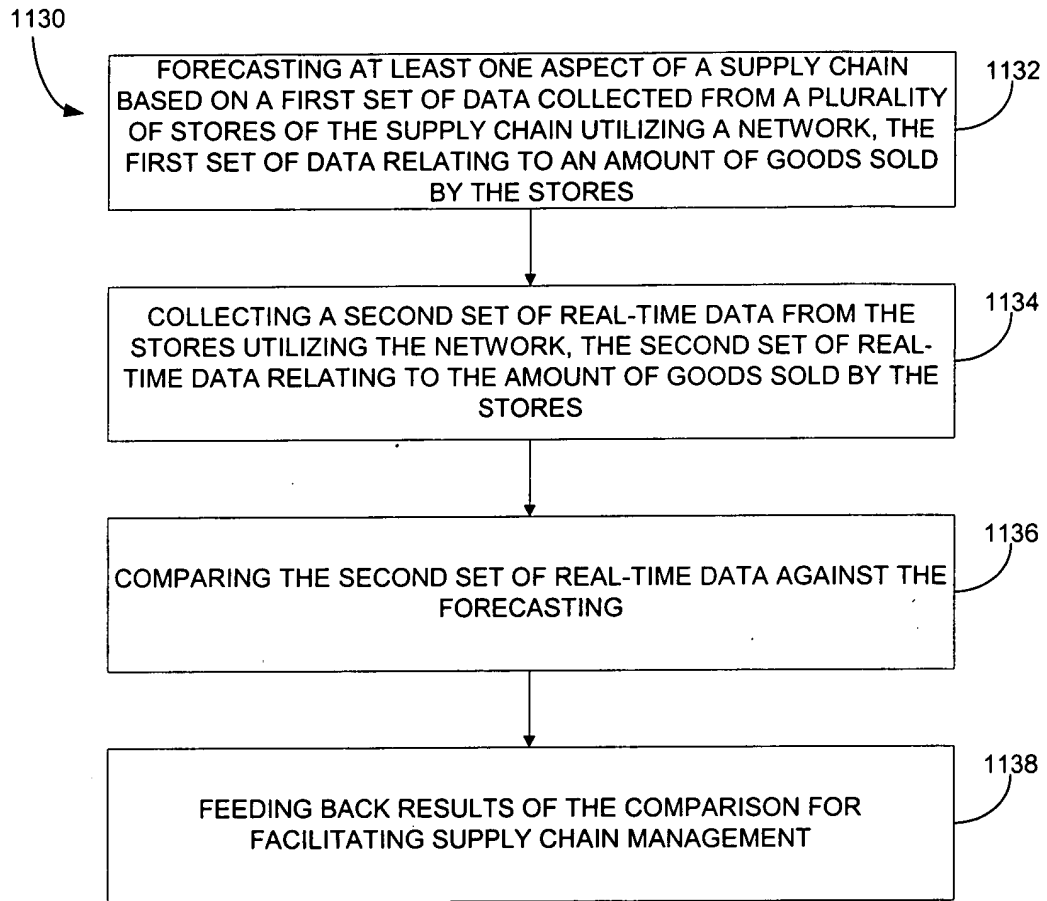 1130
FORECASTING AT LEAST ONE ASPECT OF A SUPPLY CHAIN
BASED ON A FIRST SET OF DATA COLLECTED FROM A PLURALITY
OF STORES OF THE SUPPLY CHAIN UTILIZING A NETWORK, THE
FIRST SET OF DATA RELATING TO AN AMOUNT OF GOODS SOLD
BY THE STORES
1132
COLLECTING A SECOND SET OF REAL-TIME DATA FROM THE
STORES UTILIZING THE NETWORK, THE SECOND SET OF REAL-
TIME DATA RELATING TO THE AMOUNT OF GOODS SOLD BY THE
STORES
1134
COMPARING THE SECOND SET OF REAL-TIME DATA AGAINST THE
FORECASTING
1136
FEEDING BACK RESULTS OF THE COMPARISON FOR
FACILITATING SUPPLY CHAIN MANAGEMENT
1138